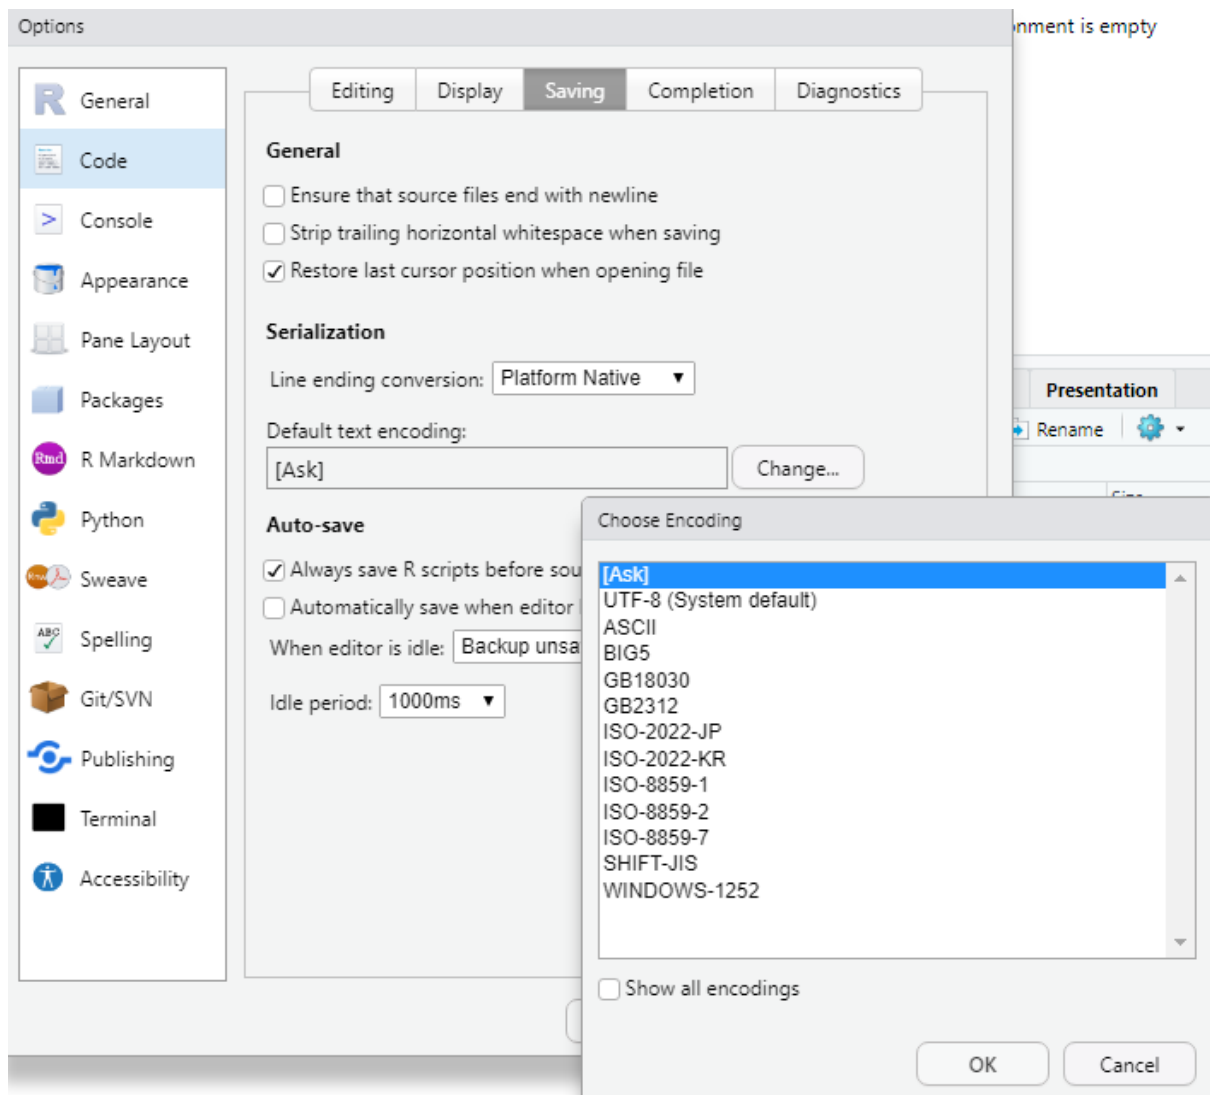 Options
nment is empty
General
Code
Console
Appearance
Pane Layout
Packages
Rmd R Markdown
Python
Rnw Sweave
ABC Spelling
Git/SVN
Publishing
Terminal
Accessibility
Editing Display Saving Completion Diagnostics
General
Ensure that source files end with newline
Strip trailing horizontal whitespace when saving
Restore last cursor position when opening file
Serialization
Line ending conversion: Platform Native
Default text encoding:
[Ask] Change...
Auto-save
Always save R scripts before sou
Automatically save when editor
When editor is idle: Backup unsa
Idle period: 1000ms
Presentation
Rename
Choose Encoding
[Ask]
UTF-8 (System default)
ASCII
BIG5
GB18030
GB2312
ISO-2022-JP
ISO-2022-KR
ISO-8859-1
ISO-8859-2
ISO-8859-7
SHIFT-JIS
WINDOWS-1252
Show all encodings
OK Cancel